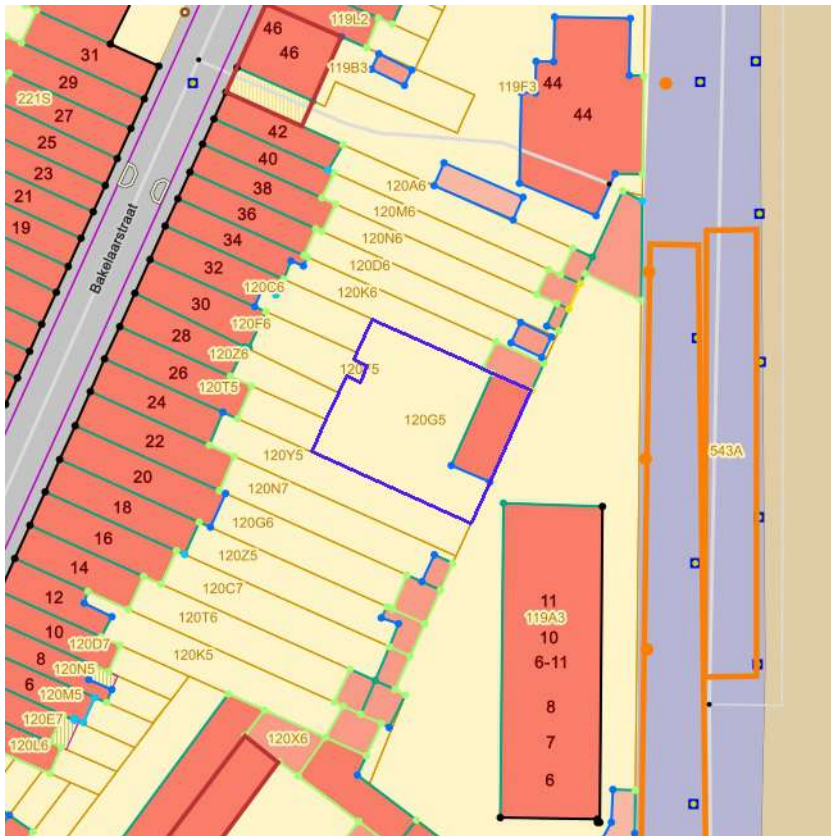 46
119L2
31
46
119B3
29
44
119F3
221S
27
44
42
25
40
23
38
120A6
21
36
120M6
19
34
120N6
Bakelaarstraat
32
120D6
120C6
120K6
30
120F6
28
120Z6
26
120T5
24
120G5
22
120Y5
543A
20
120N7
18
120G6
16
120Z5
14
120C7
12
11
120T6
119A3
10
10
120D7
120K5
8
6-11
120N5
6
120M5
8
120E7
120X6
120L6
7
6